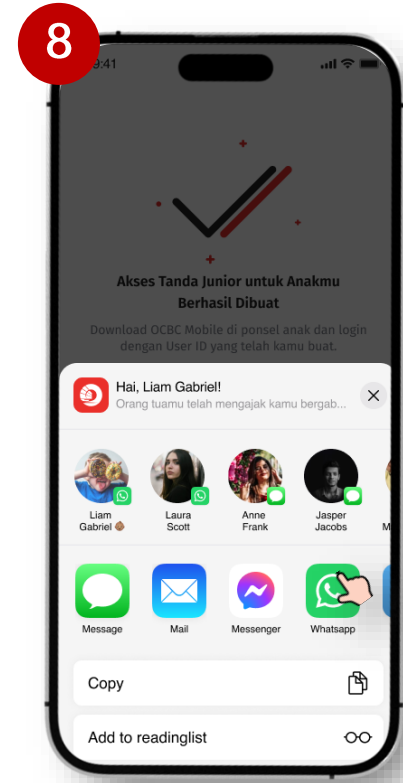 8
9:41
Akses Tanda Junior untuk Anakmu
Berhasil Dibuat
Download OCBC Mobile di ponsel anak dan login
dengan User ID yang telah kamu buat.
Hai, Liam Gabriel!
Orang tuamu telah mengajak kamu bergab...
Liam
Gabriel
Laura
Scott
Anne
Frank
Jasper
Jacobs
M
Message
Mail
Messenger
Whatsapp
Copy
Add to readinglist